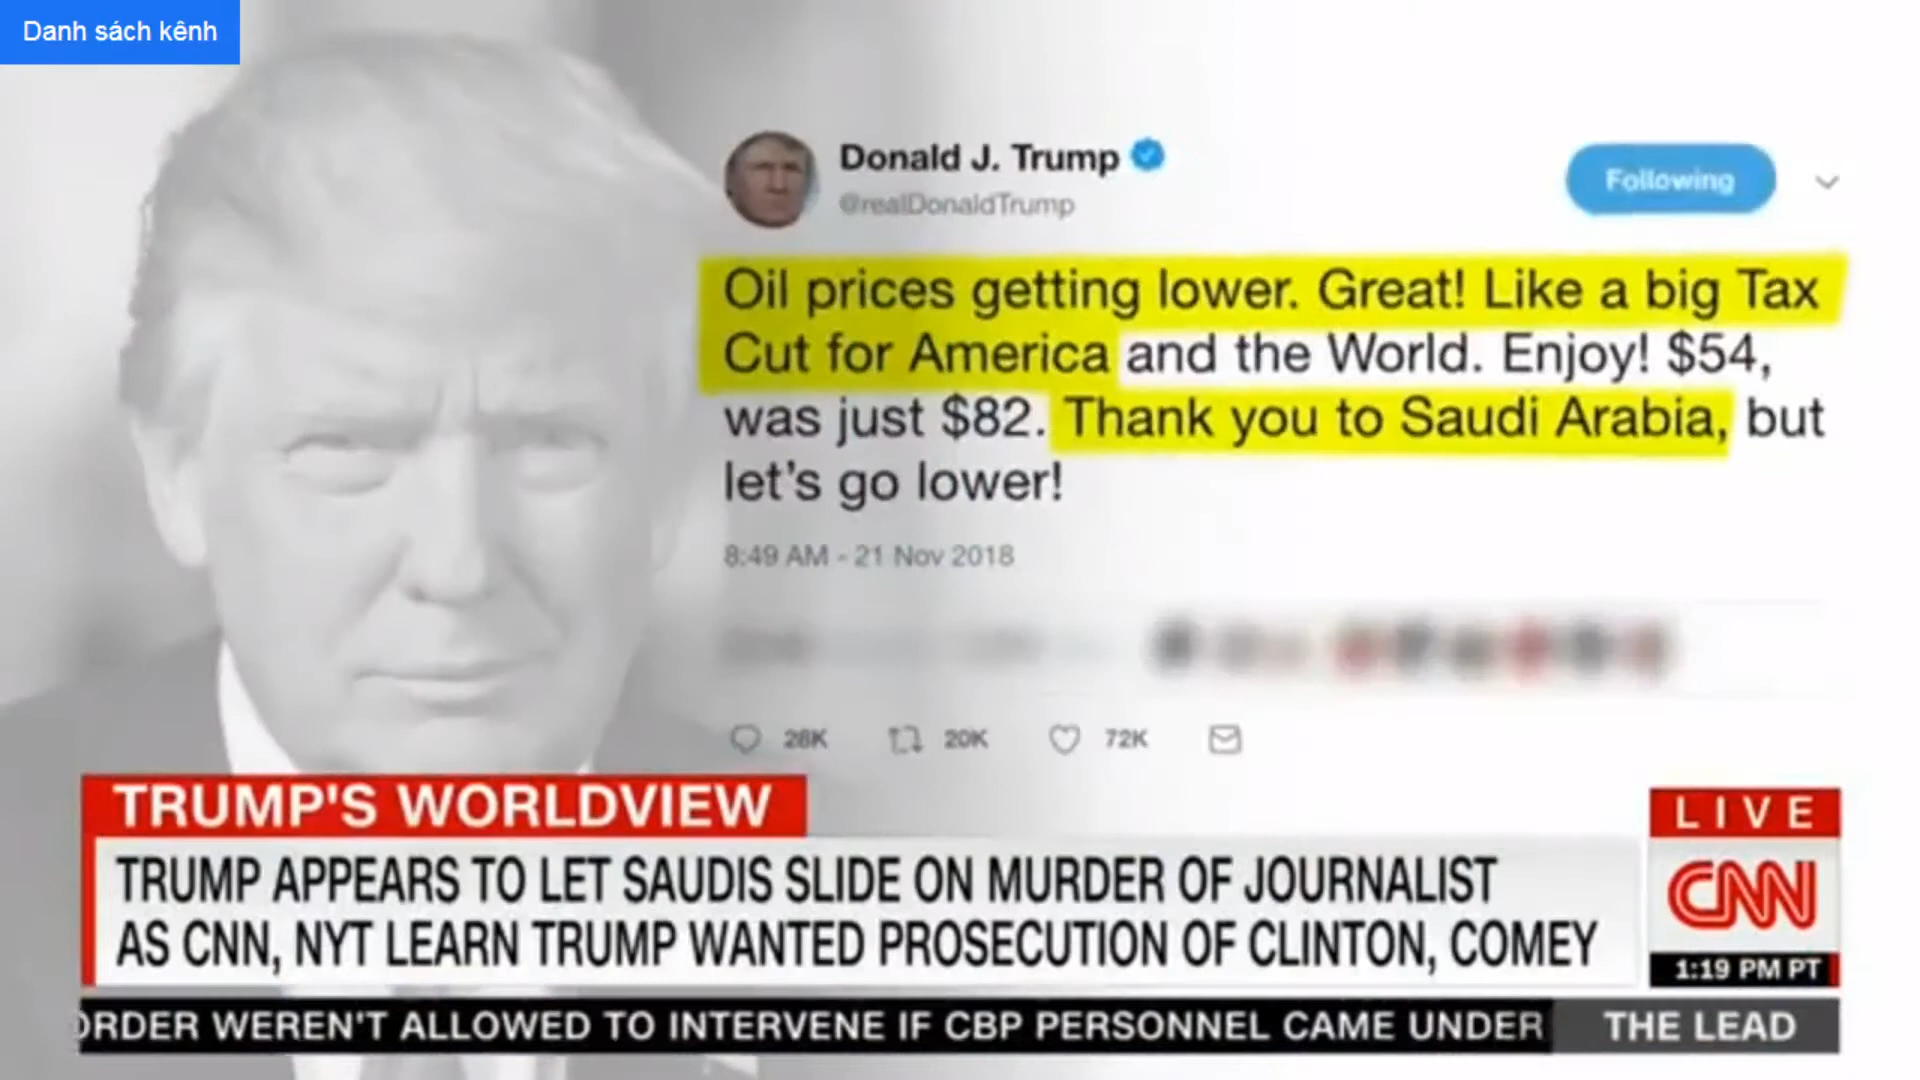 Danh sách kênh
Donald J. Trump
@realDonaldTrump
Following
Oil prices getting lower. Great! Like a big Tax
Cut for America and the World. Enjoy! $54,
was just $82. Thank you to Saudi Arabia, but
let's go lower!
8:49 AM - 21 Nov 2018
26K 20K 72K
TRUMP'S WORLDVIEW
TRUMP APPEARS TO LET SAUDIS SLIDE ON MURDER OF JOURNALIST
AS CNN, NYT LEARN TRUMP WANTED PROSECUTION OF CLINTON, COMEY
LIVE
CNN
1:19 PM PT
ORDER WEREN'T ALLOWED TO INTERVENE IF CBP PERSONNEL CAME UNDER
THE LEAD